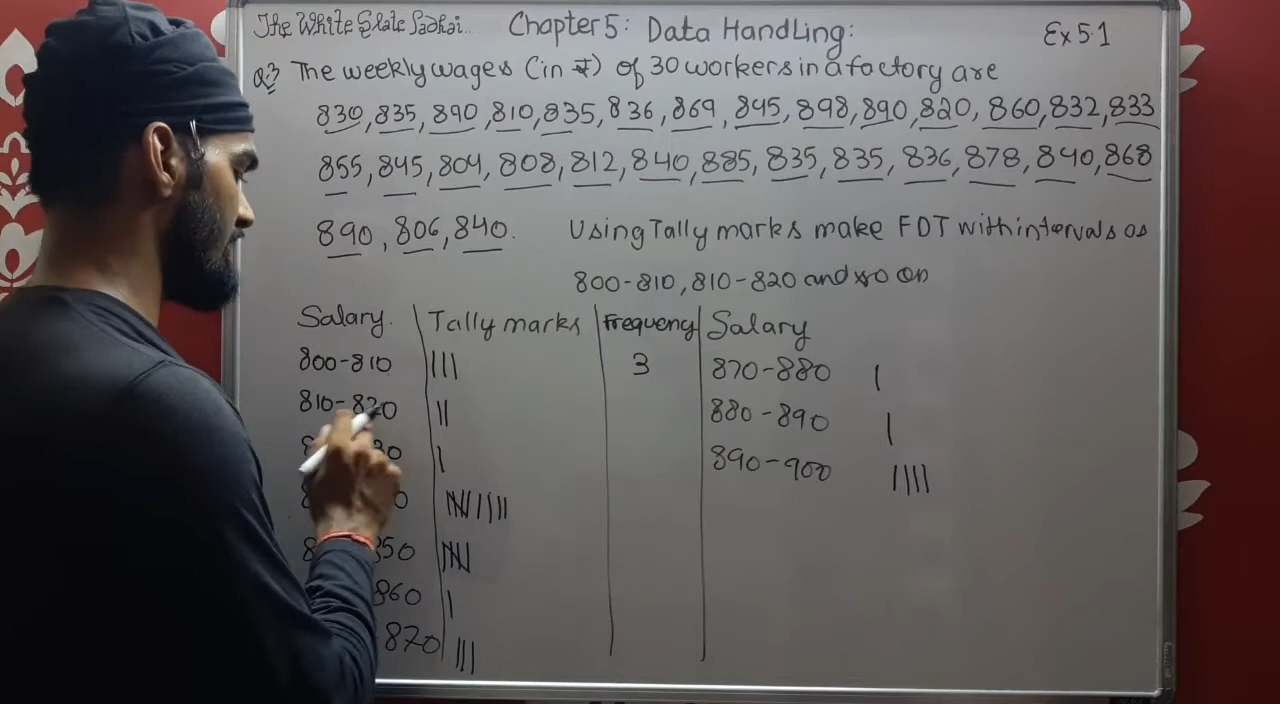 The White Slate Padhai...
Chapter 5: Data Handling:
Ex 5.1
Q.3 The weekly wages (in ₹) of 30 workers in a factory are
830, 835, 890, 810, 835, 836, 869, 845, 898, 890, 820, 860, 832, 833
855, 845, 804, 808, 812, 840, 885, 835, 835, 836, 878, 840, 868
890, 806, 840. Using Tally marks make FDT with intervals as
800-810, 810-820 and so on
Salary. Tally marks Frequency Salary
800-810 ||| 3 870-880 |
810-820 || 880-890 |
| 890-900 ||||
|||| ||||
50 ||||
860 |
870 |||